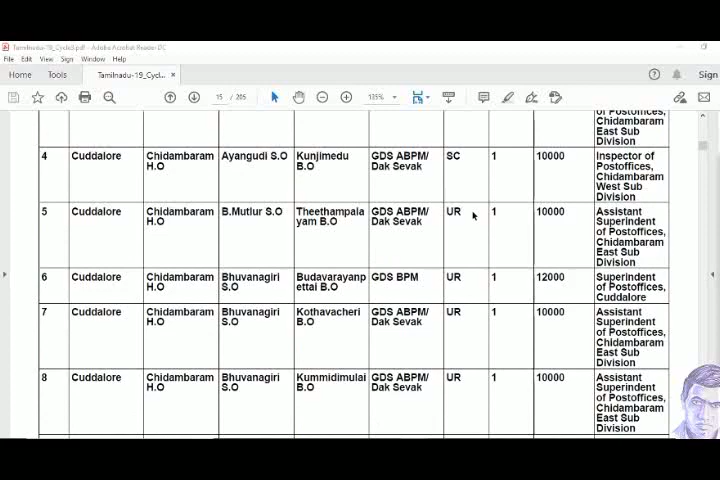 Tamilnadu-19_Cycle3.pdf - Adobe Acrobat Reader DC
File Edit View Sign Window Help
Home Tools Tamilnadu-19_Cycl... × Sign
15 / 205 135%
of Postoffices,
Chidambaram
East Sub
Division
4 Cuddalore Chidambaram Ayangudi S.O Kunjimedu GDS ABPM/ SC 1 10000 Inspector of
H.O B.O Dak Sevak Postoffices,
Chidambaram
West Sub
Division
5 Cuddalore Chidambaram B.Mutlur S.O Theethampala GDS ABPM/ UR 1 10000 Assistant
H.O yam B.O Dak Sevak Superindent
of Postoffices,
Chidambaram
East Sub
Division
6 Cuddalore Chidambaram Bhuvanagiri Budavarayanp GDS BPM UR 1 12000 Superindent
H.O S.O ettai B.O of Postoffices,
Cuddalore
7 Cuddalore Chidambaram Bhuvanagiri Kothavacheri GDS ABPM/ UR 1 10000 Assistant
H.O S.O B.O Dak Sevak Superindent
of Postoffices,
Chidambaram
East Sub
Division
8 Cuddalore Chidambaram Bhuvanagiri Kummidimulai GDS ABPM/ UR 1 10000 Assistant
H.O S.O B.O Dak Sevak Superindent
of Postoffices,
Chidambaram
East Sub
Division